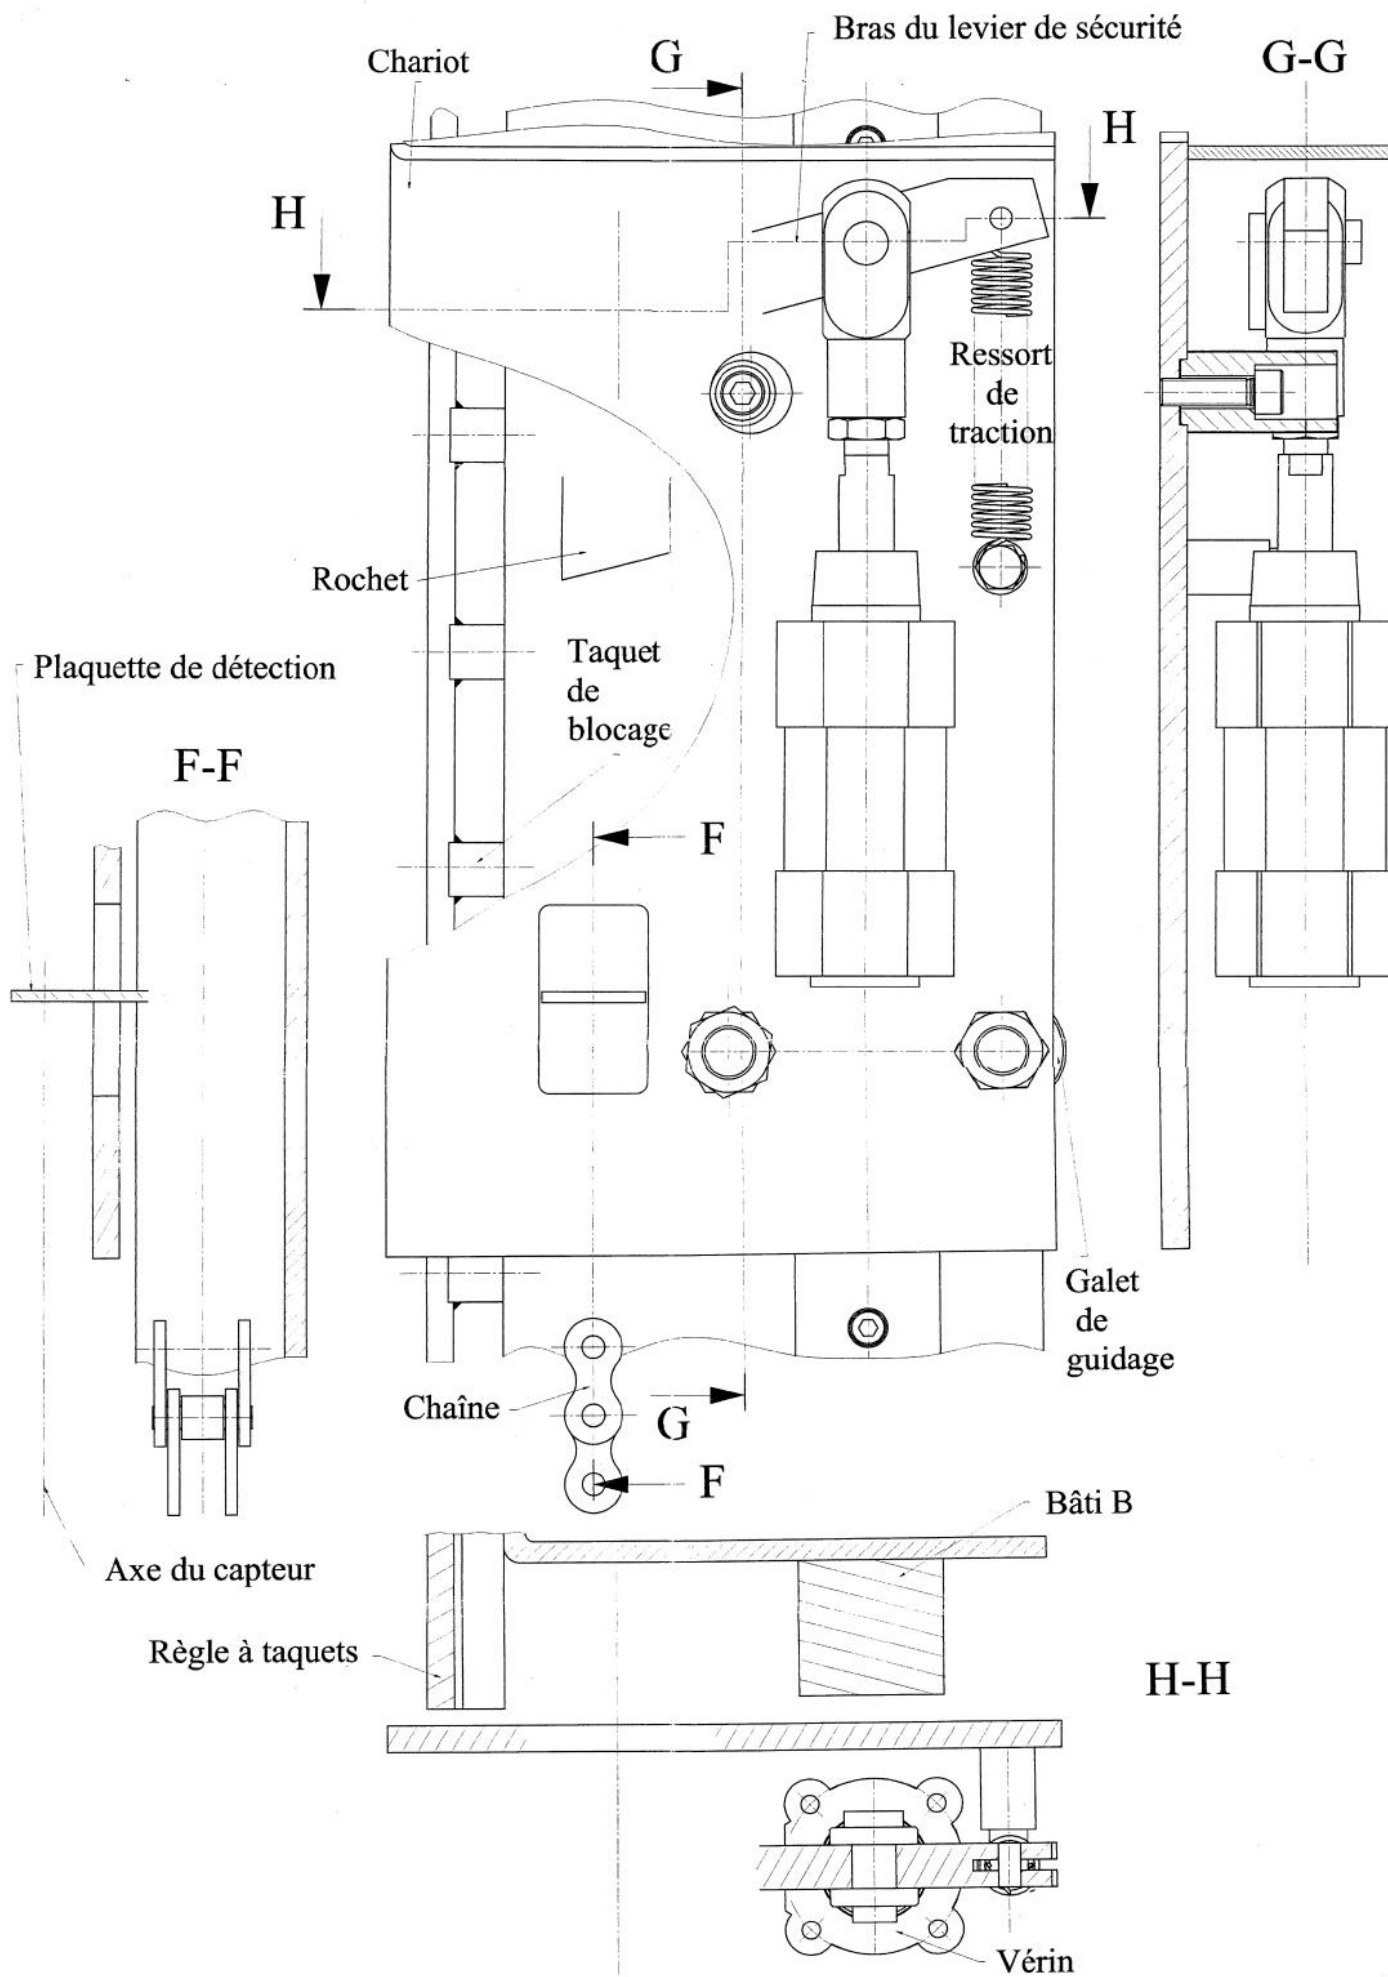 Bras du levier de sécurité
Chariot
G
G-G
H
H
Ressort
de
traction
Rochet
Taquet
de
blocage
Plaquette de détection
F-F
F
Galet
de
guidage
Chaîne
G
F
Bâti B
Axe du capteur
Règle à taquets
H-H
Vérin